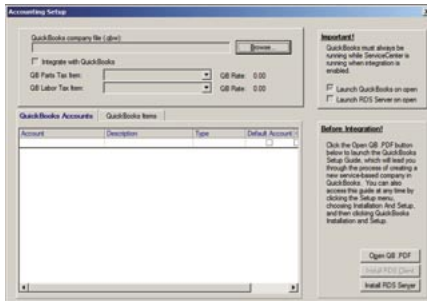 Accounting Setup
QuickBooks company file (.qbw):
Browse...
Integrate with QuickBooks
QB Parts Tax Item:
QB Rate: 0.00
QB Labor Tax Item:
QB Rate: 0.00
QuickBooks Accounts
QuickBooks Items
Account
Description
Type
Default Account
Important!
QuickBooks must always be
running while ServiceCenter is
running when integration is
enabled.
Launch QuickBooks on open
Launch RDS Server on open
Before Integration!
Click the Open QB .PDF button
below to launch the QuickBooks
Setup Guide, which will lead you
through the process of creating a
new service-based company in
QuickBooks. You can also
access this guide at any time by
clicking the Setup menu,
choosing Installation And Setup,
and then clicking QuickBooks
Installation and Setup.
Open QB .PDF
Install RDS Client
Install RDS Server